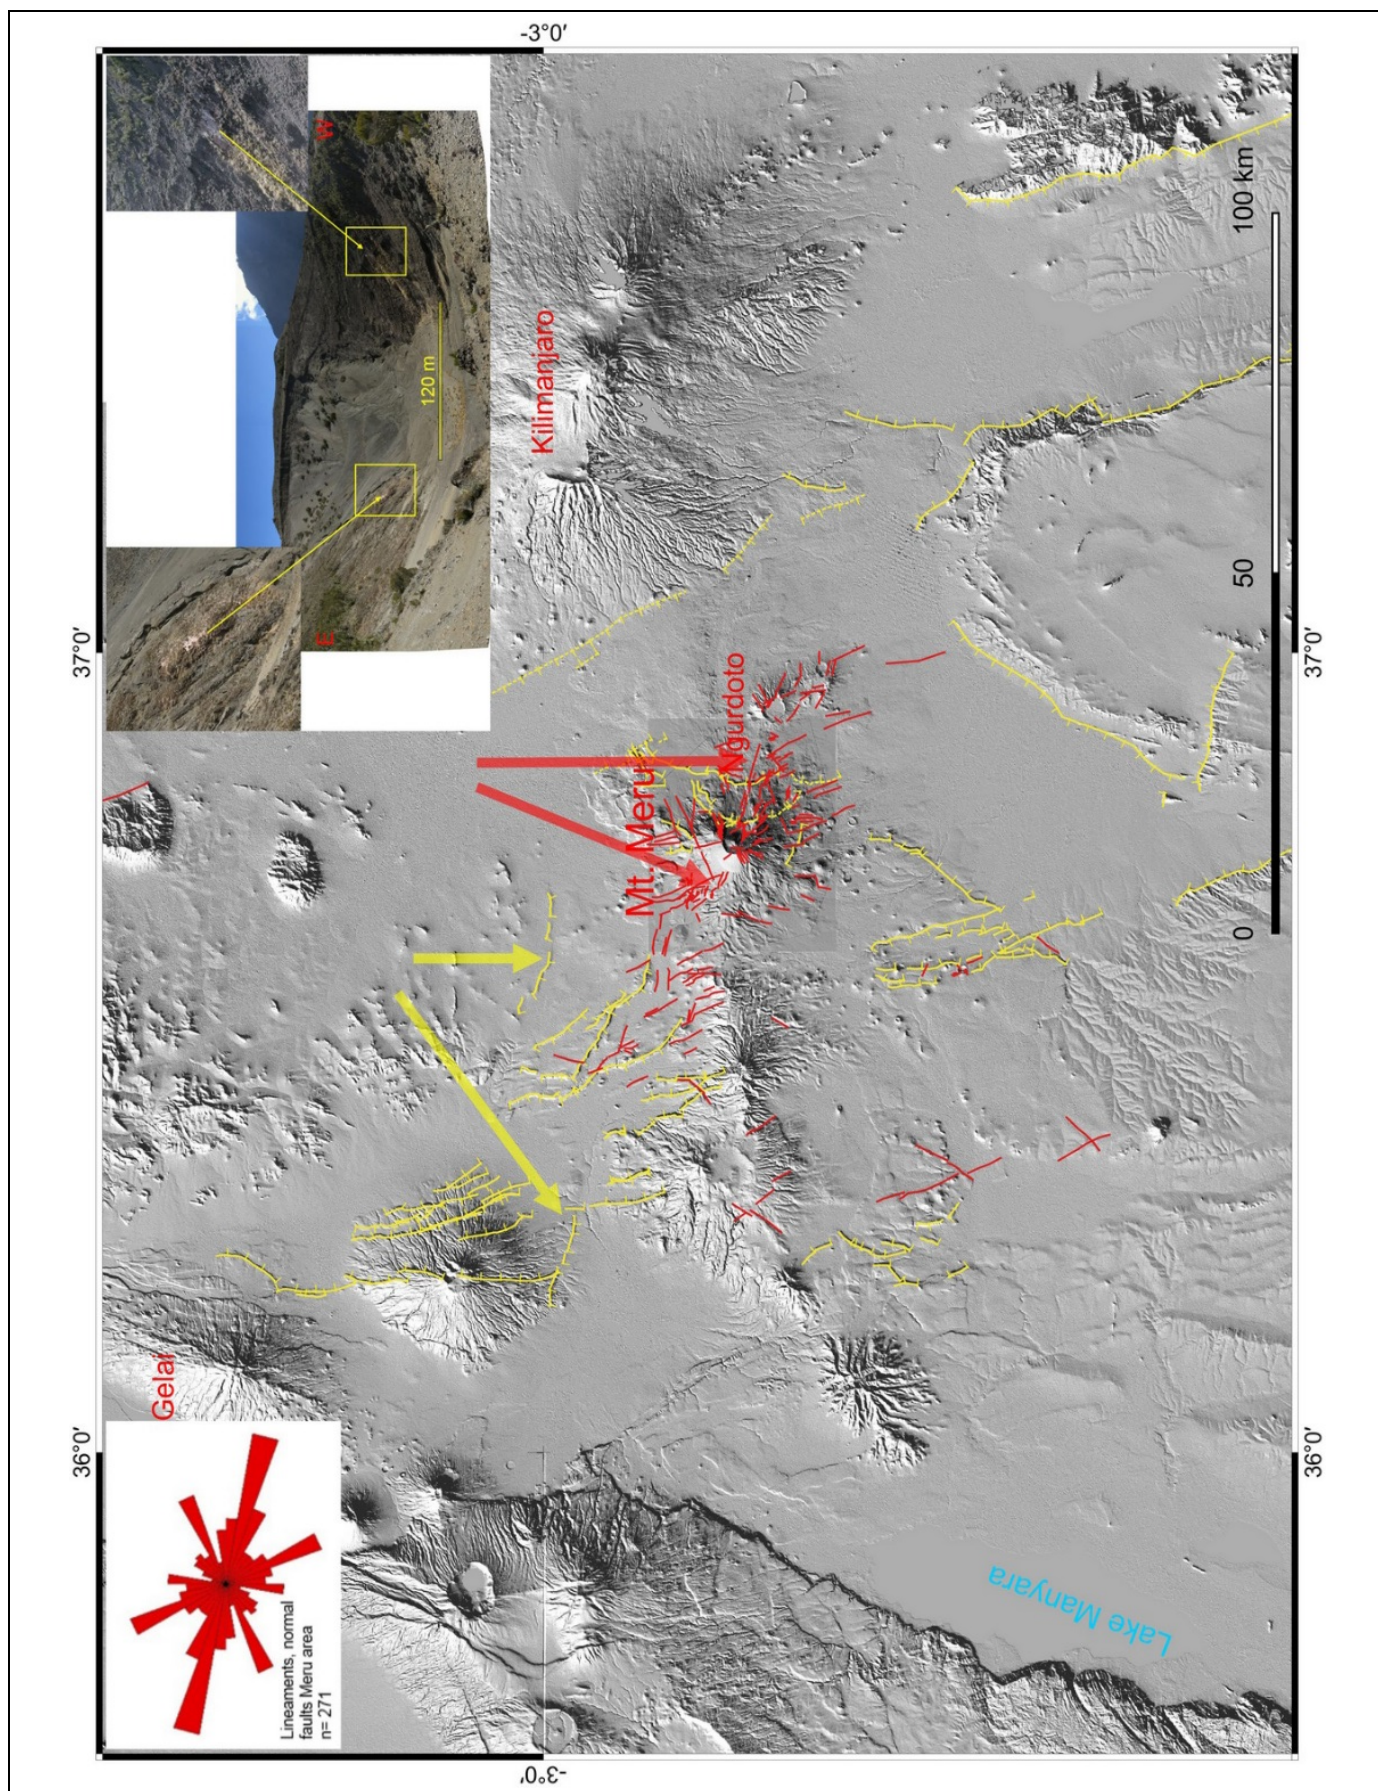 -3°0′
W
E
120 m
Kilimanjaro
100 km
50
0
37°0′
37°0′
Ngurdoto
Mt. Meru
Gelai
36°0′
36°0′
Lineaments, normal
faults Meru area
n= 271
Lake Manyara
-3°0′